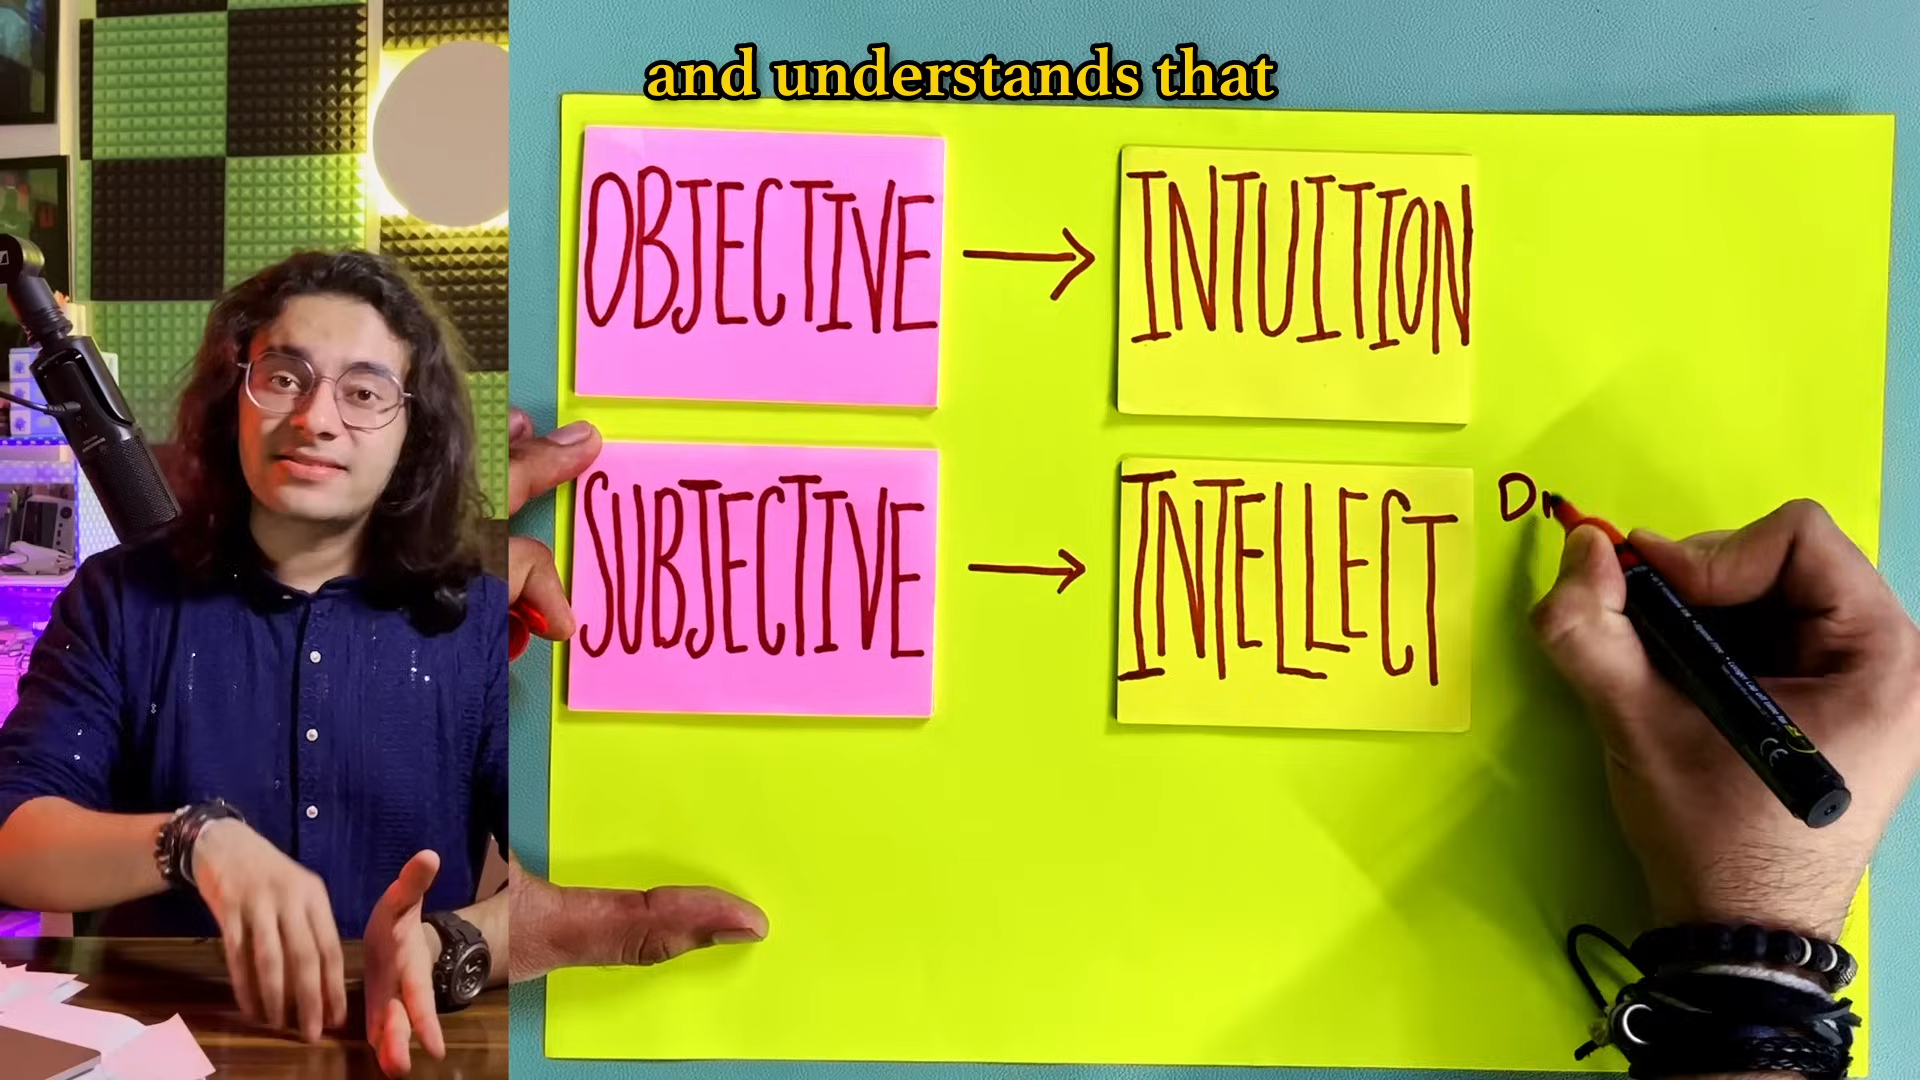 and understands that
OBJECTIVE → INTUITION
SUBJECTIVE → INTELLECT